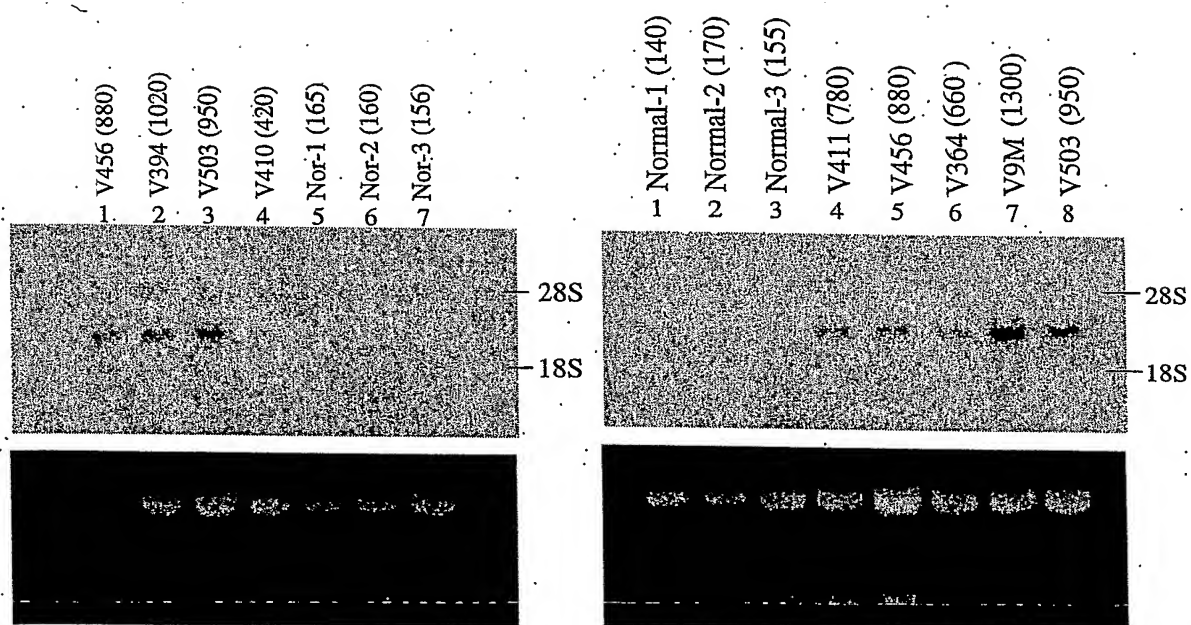 V456 (880)
V394 (1020)
V503 (950)
V410 (420)
Nor-1 (165)
Nor-2 (160)
Nor-3 (156)
1 2 3 4 5 6 7
28S
18S
Normal-1 (140)
Normal-2 (170)
Normal-3 (155)
V411 (780)
V456 (880)
V364 (660)
V9M (1300)
V503 (950)
1 2 3 4 5 6 7 8
28S
18S